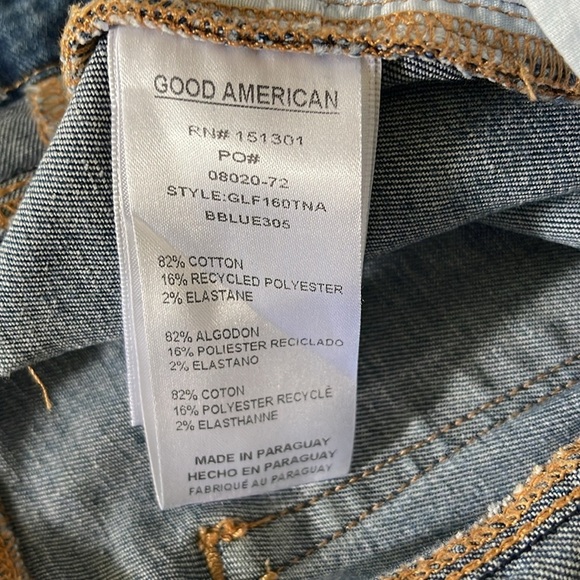 GOOD AMERICAN
RN# 151301
PO#
08020-72
STYLE:GLF160TNA
BBLUE305
82% COTTON
16% RECYCLED POLYESTER
2% ELASTANE
82% ALGODON
16% POLIESTER RECICLADO
2% ELASTANO
82% COTON
16% POLYESTER RECYCLÈ
2% ELASTHANNE
MADE IN PARAGUAY
HECHO EN PARAGUAY
FABRIQUÉ AU PARAGUAY